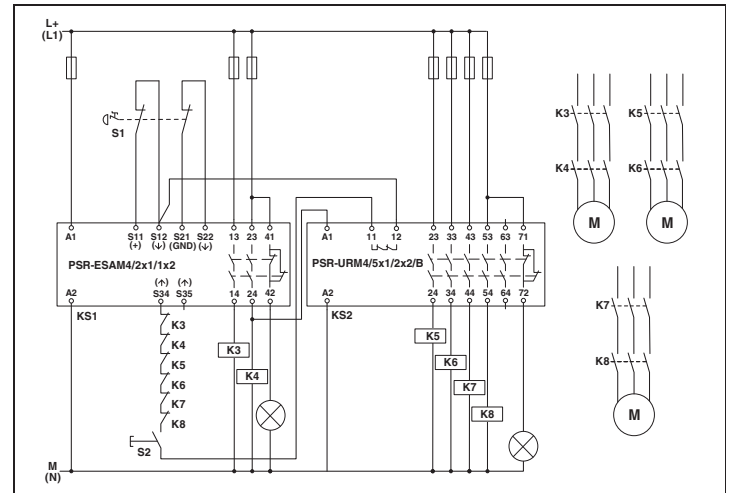 L+
(L1)
S1
K3
K5
K4
K6
M
M
A1
S11
S12
S21
S22
13
23
41
(+)
(↓)
(GND)
(↓)
PSR-ESAM4/2x1/1x2
(↑)
(↑)
A2
S34
S35
14
24
42
KS1
A1
11
12
23
33
43
53
63
71
PSR-URM4/5x1/2x2/B
A2
24
34
44
54
64
72
KS2
K3
K4
K5
K6
K7
K8
S2
K3
K4
K5
K6
K7
K8
K7
K8
M
M
(N)